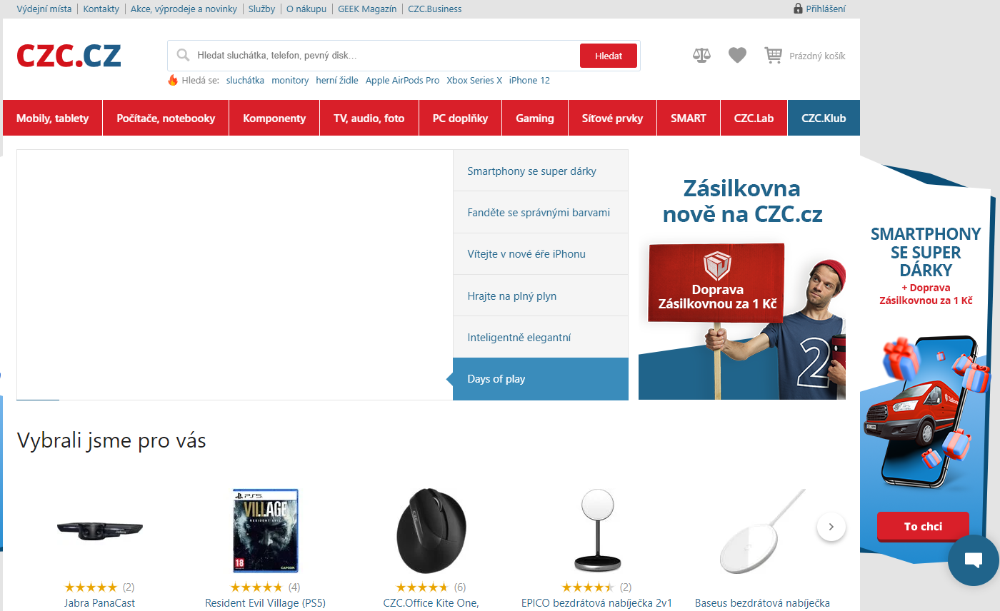 Výdejní místa
Kontakty
Akce, výprodeje a novinky
Služby
O nákupu
GEEK Magazín
CZC.Business
Přihlášení
CZC.CZ
Hledat sluchátka, telefon, pevný disk...
Hledat
Prázdný košík
Hledá se: sluchátka monitory herní židle Apple AirPods Pro Xbox Series X iPhone 12
Mobily, tablety
Počítače, notebooky
Komponenty
TV, audio, foto
PC doplňky
Gaming
Síťové prvky
SMART
CZC.Lab
CZC.Klub
Smartphony se super dárky
Fanděte se správnými barvami
Vítejte v nové éře iPhonu
Hrajte na plný plyn
Inteligentně elegantní
Days of play
Zásilkovna
nově na CZC.cz
Doprava
Zásilkovnou za 1 Kč
2
SMARTPHONY
SE SUPER
DÁRKY
+ Doprava
Zásilkovnou za 1 Kč
To chci
Vybrali jsme pro vás
Jabra
PS5
VILLAGE
RESIDENT EVIL
18
CAPCOM
CZC
(2)
Jabra PanaCast
(4)
Resident Evil Village (PS5)
(6)
CZC.Office Kite One,
(2)
EPICO bezdrátová nabíječka 2v1
Baseus bezdrátová nabíječka